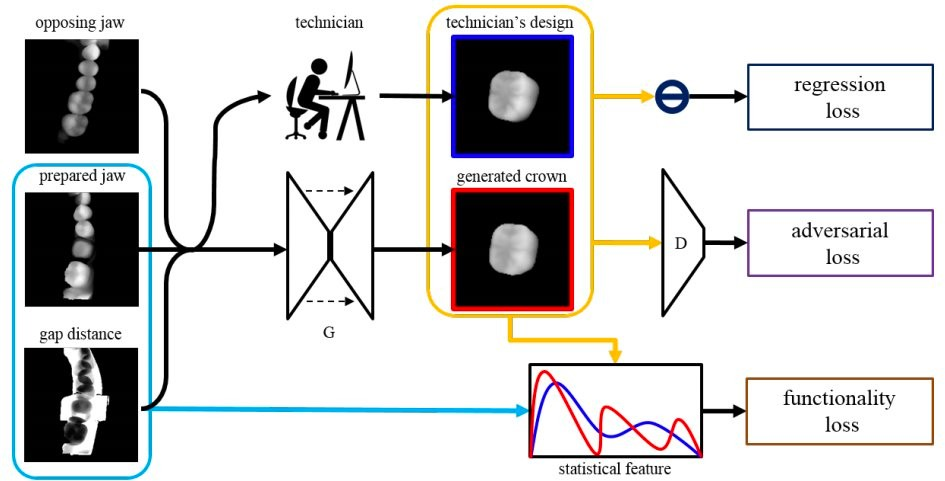 opposing jaw
technician
technician's design
regression
loss
prepared jaw
generated crown
D
adversarial
loss
G
gap distance
functionality
loss
statistical feature